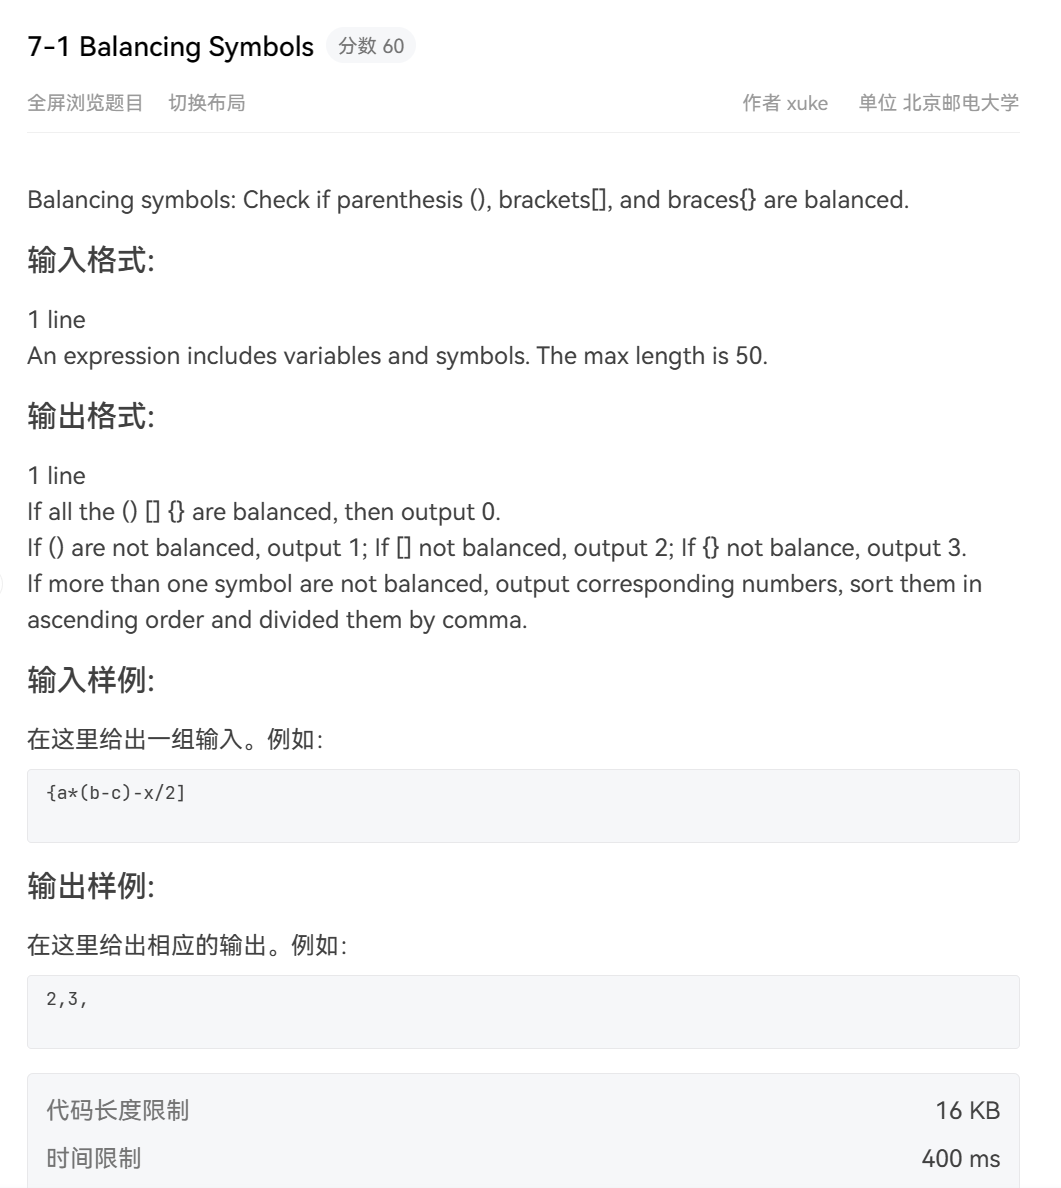 7-1 Balancing Symbols 分数 60
全屏浏览题目 切换布局 作者 xuke 单位 北京邮电大学
Balancing symbols: Check if parenthesis (), brackets[], and braces{} are balanced.
输入格式:
1 line
An expression includes variables and symbols. The max length is 50.
输出格式:
1 line
If all the () [] {} are balanced, then output 0.
If () are not balanced, output 1; If [] not balanced, output 2; If {} not balance, output 3.
If more than one symbol are not balanced, output corresponding numbers, sort them in
ascending order and divided them by comma.
输入样例:
在这里给出一组输入。例如：
{a*(b-c)-x/2]
输出样例:
在这里给出相应的输出。例如：
2,3,
代码长度限制 16 KB
时间限制 400 ms